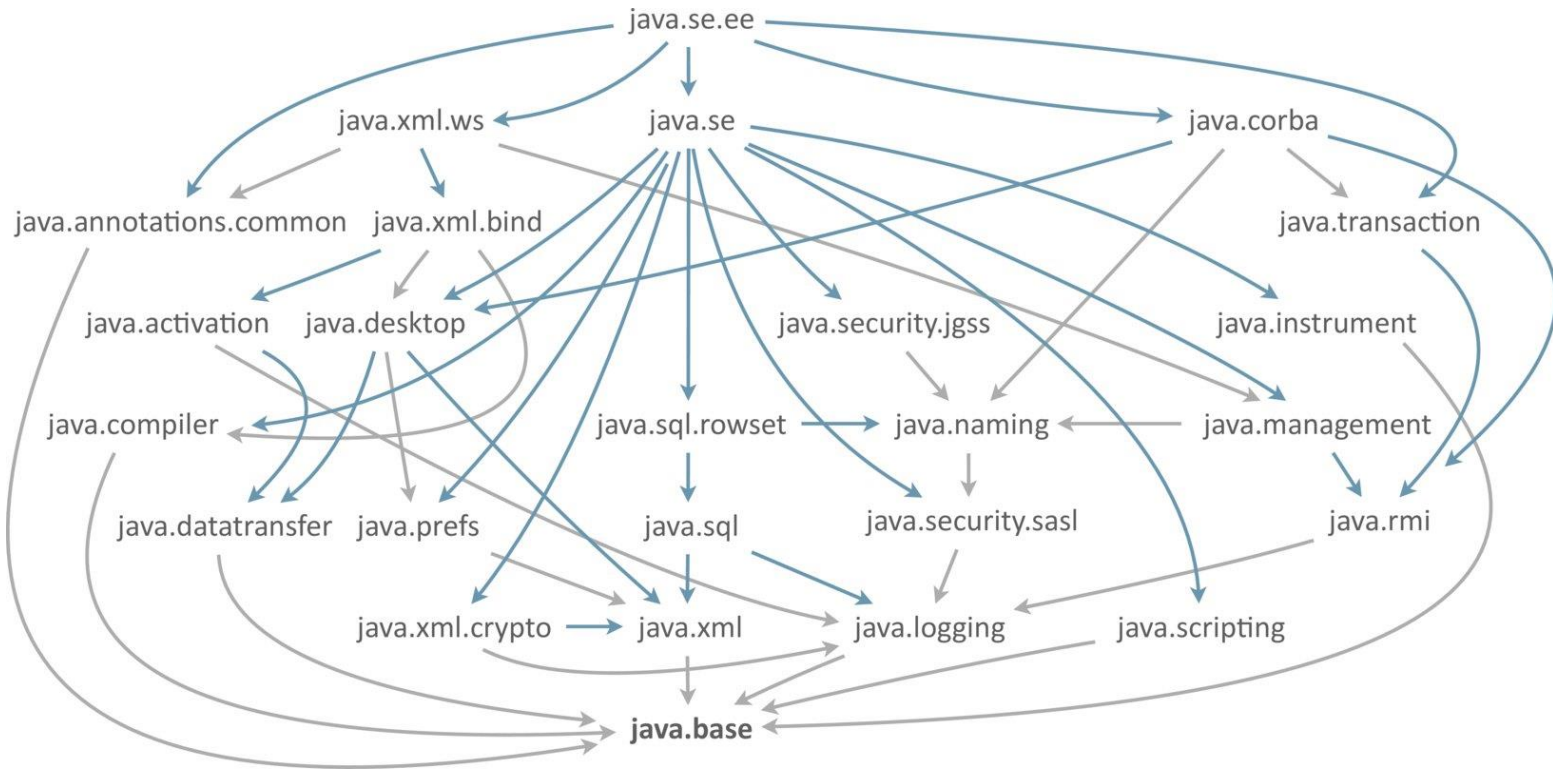 java.se.ee
java.xml.ws
java.se
java.corba
java.annotations.common
java.xml.bind
java.transaction
java.activation
java.desktop
java.security.jgss
java.instrument
java.compiler
java.sql.rowset
java.naming
java.management
java.datatransfer
java.prefs
java.sql
java.security.sasl
java.rmi
java.xml.crypto
java.xml
java.logging
java.scripting
java.base